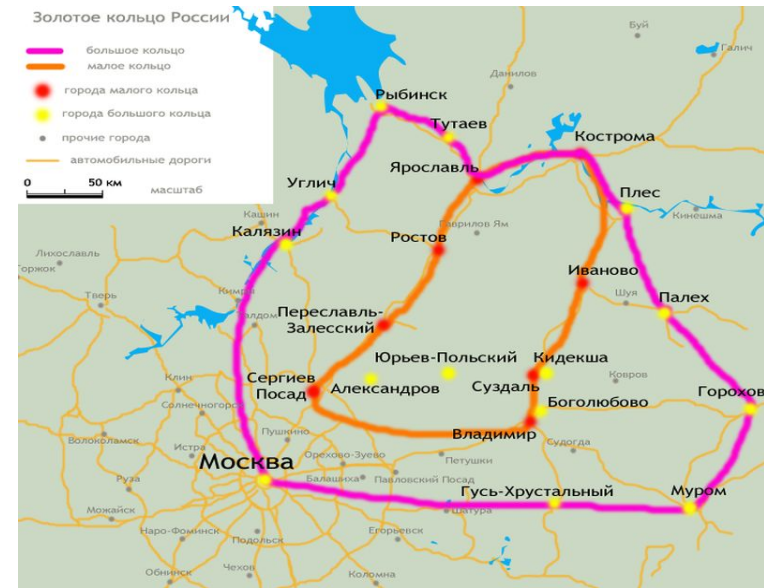 Золотое кольцо России
большое кольцо
малое кольцо
города малого кольца
города большого кольца
прочие города
автомобильные дороги
0 50 км
масштаб
Буй
Галич
Данилов
Рыбинск
Тутаев
Кострома
Ярославль
Углич
Плес
Кашин
Гаврилов Ям
Кинешма
Калязин
Ростов
Лихославль
Торжок
Иваново
Кимры
Тверь
Шуя
Палех
Талдом
Переславль-
Залесский
Юрьев-Польский
Кидекша
Клин
Сергиев
Посад
Александров
Суздаль
Ковров
Горохов
Солнечногорск
Боголюбово
Пушкино
Владимир
Волоколамск
Истра
Судогда
Москва
Орехово-Зуево
Петушки
Руза
Балашиха
Павловский Посад
Гусь-Хрустальный
Муром
Можайск
Шатура
Наро-Фоминск
Подольск
Егорьевск
Обнинск
Чехов
Коломна